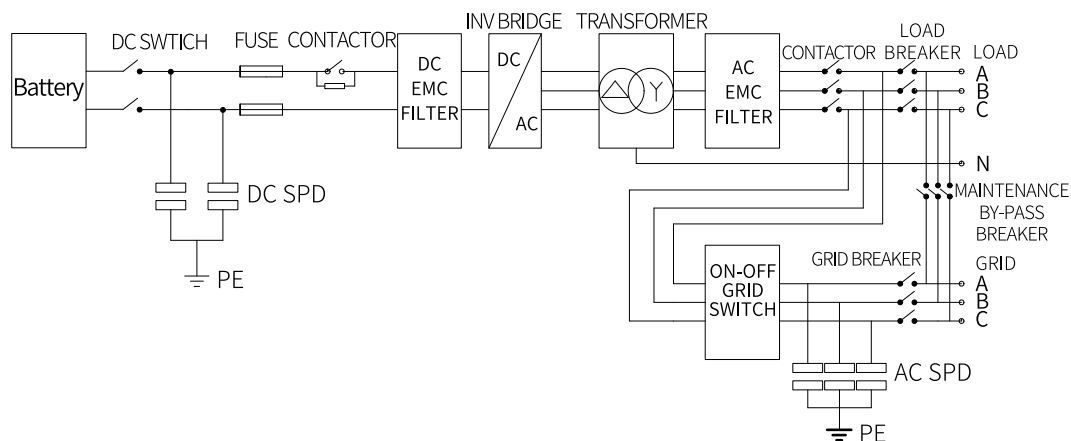 INV BRIDGE TRANSFORMER
DC SWTICH FUSE CONTACTOR
CONTACTOR
LOAD
BREAKER
LOAD
Battery
DC
EMC
FILTER
DC
AC
Y
AC
EMC
FILTER
A
B
C
N
DC SPD
PE
MAINTENANCE
BY-PASS
BREAKER
ON-OFF
GRID
SWITCH
GRID BREAKER
GRID
A
B
C
AC SPD
PE